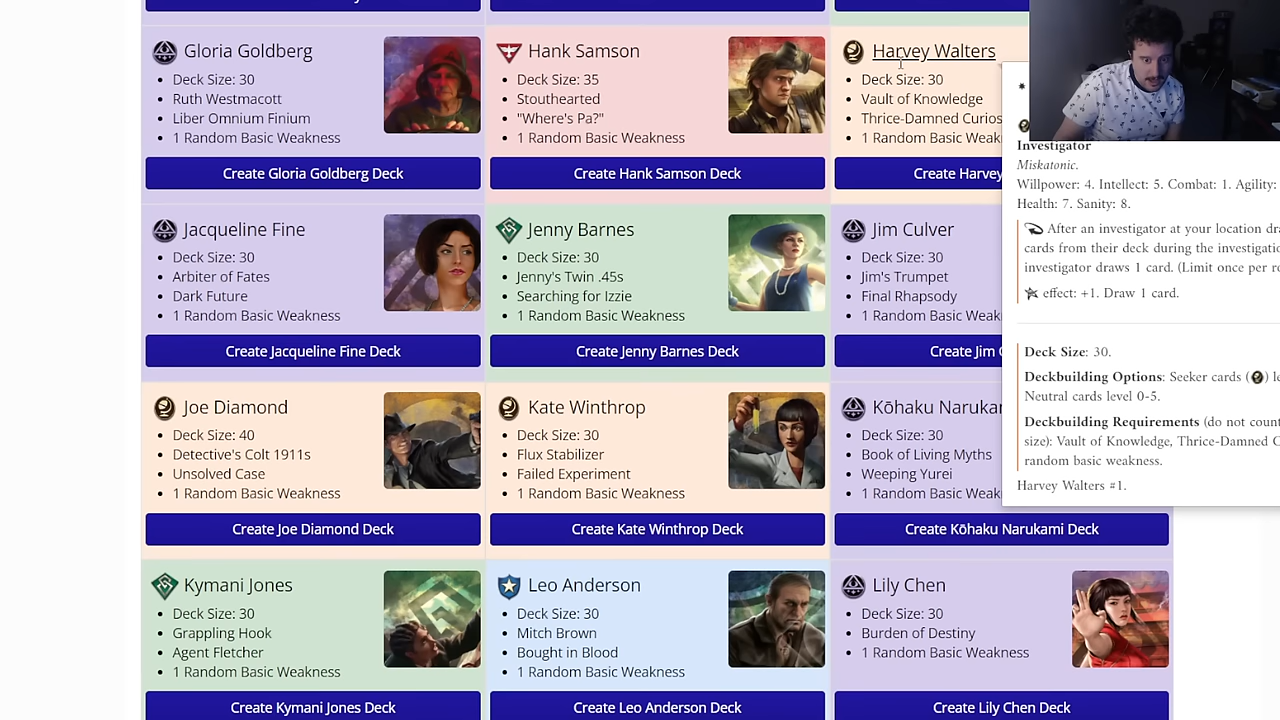 Gloria Goldberg
Deck Size: 30
Ruth Westmacott
Liber Omnium Finium
1 Random Basic Weakness
Create Gloria Goldberg Deck
Hank Samson
Deck Size: 35
Stouthearted
"Where's Pa?"
1 Random Basic Weakness
Create Hank Samson Deck
Harvey Walters
Deck Size: 30
Vault of Knowledge
Thrice-Damned Curios
1 Random Basic Weakn
Create Harvey
Investigator
Miskatonic.
Willpower: 4. Intellect: 5. Combat: 1. Agility:
Health: 7. Sanity: 8.
After an investigator at your location dra
cards from their deck during the investigatio
investigator draws 1 card. (Limit once per ro
effect: +1. Draw 1 card.
Deck Size: 30.
Deckbuilding Options: Seeker cards ( ) le
Neutral cards level 0-5.
Deckbuilding Requirements (do not count
size): Vault of Knowledge, Thrice-Damned C
random basic weakness.
Harvey Walters #1.
Jacqueline Fine
Deck Size: 30
Arbiter of Fates
Dark Future
1 Random Basic Weakness
Create Jacqueline Fine Deck
Jenny Barnes
Deck Size: 30
Jenny's Twin .45s
Searching for Izzie
1 Random Basic Weakness
Create Jenny Barnes Deck
Jim Culver
Deck Size: 30
Jim's Trumpet
Final Rhapsody
1 Random Basic Weak
Create Jim C
Joe Diamond
Deck Size: 40
Detective's Colt 1911s
Unsolved Case
1 Random Basic Weakness
Create Joe Diamond Deck
Kate Winthrop
Deck Size: 30
Flux Stabilizer
Failed Experiment
1 Random Basic Weakness
Create Kate Winthrop Deck
Kōhaku Narukar
Deck Size: 30
Book of Living Myths
Weeping Yurei
1 Random Basic Weak
Create Kōhaku Narukami Deck
Kymani Jones
Deck Size: 30
Grappling Hook
Agent Fletcher
1 Random Basic Weakness
Create Kymani Jones Deck
Leo Anderson
Deck Size: 30
Mitch Brown
Bought in Blood
1 Random Basic Weakness
Create Leo Anderson Deck
Lily Chen
Deck Size: 30
Burden of Destiny
1 Random Basic Weakness
Create Lily Chen Deck